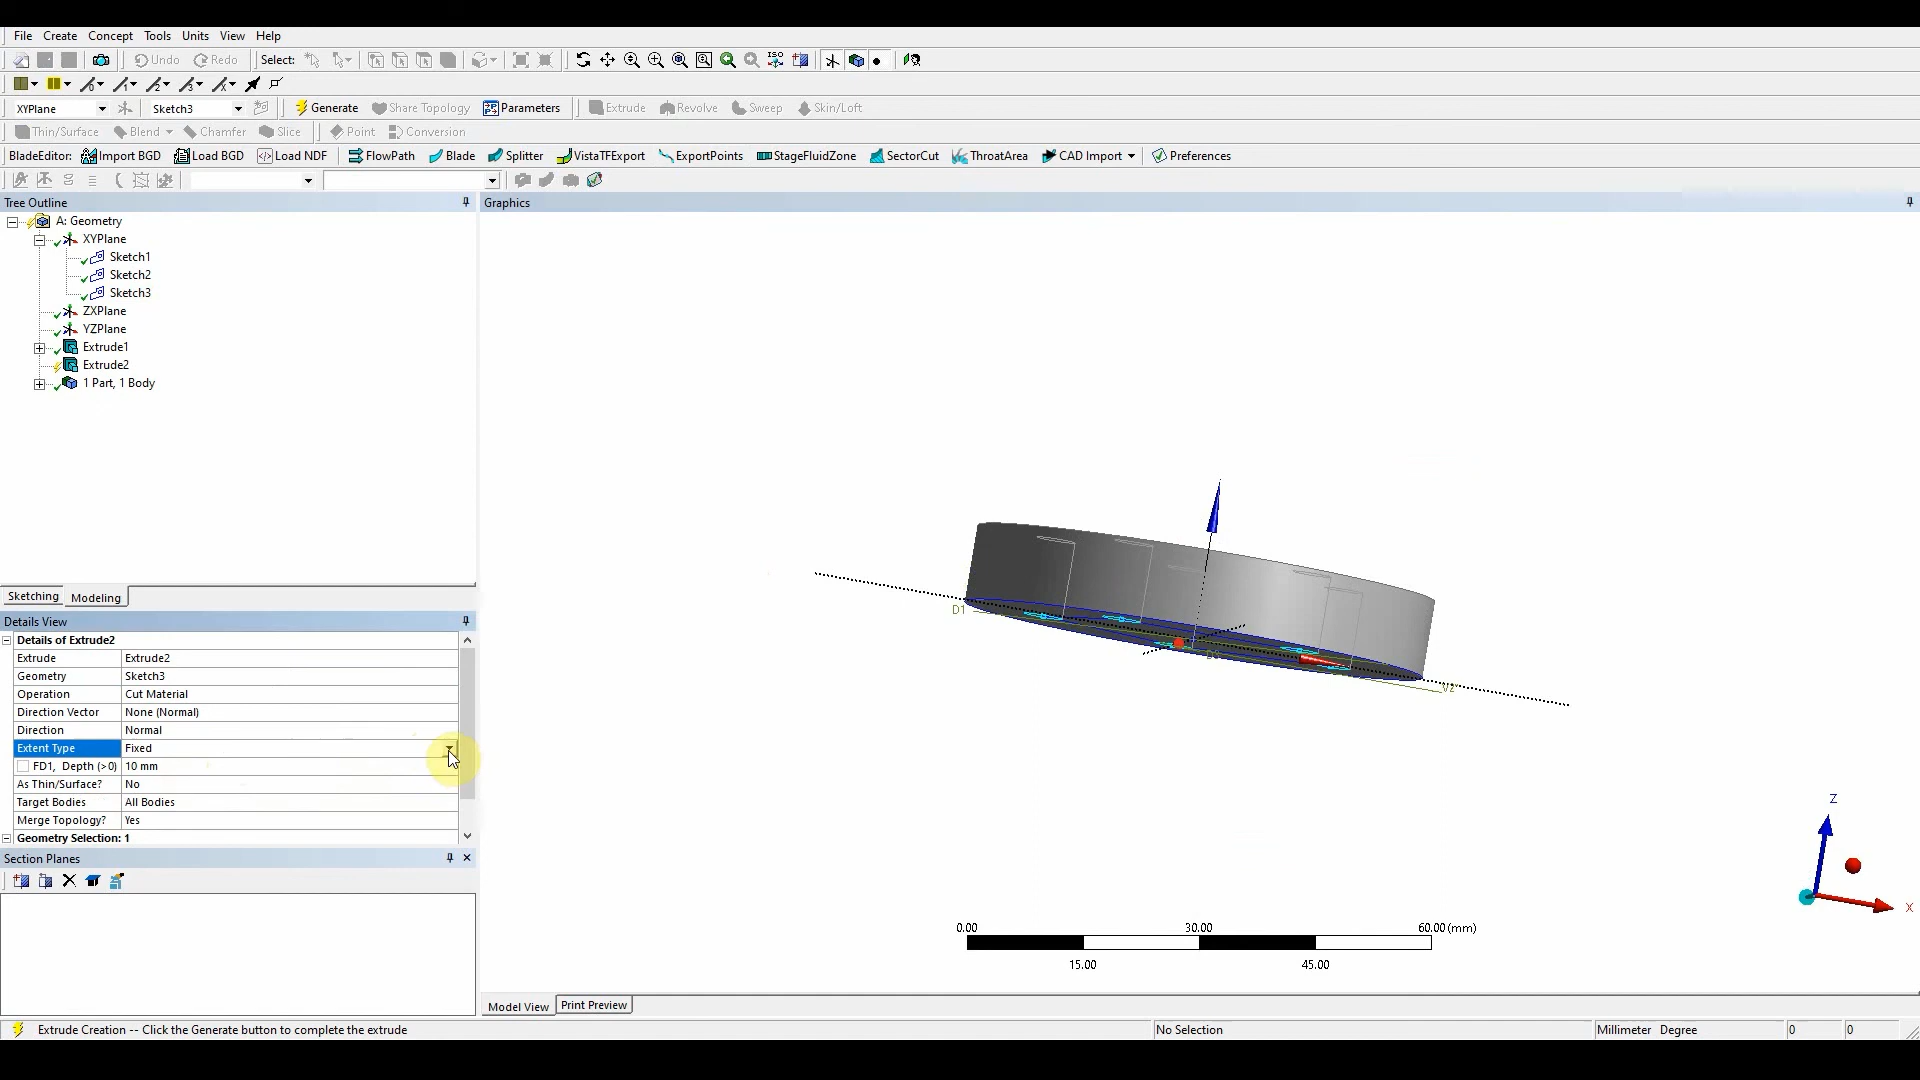 File Create Concept Tools Units View Help
Undo Redo Select: ISO
XYPlane Sketch3 Generate Share Topology Parameters Extrude Revolve Sweep Skin/Loft
Thin/Surface Blend Chamfer Slice Point Conversion
BladeEditor: Import BGD Load BGD Load NDF FlowPath Blade Splitter VistaTFExport ExportPoints StageFluidZone SectorCut ThroatArea CAD Import Preferences
Tree Outline
Graphics
A: Geometry
XYPlane
Sketch1
Sketch2
Sketch3
ZXPlane
YZPlane
Extrude1
Extrude2
1 Part, 1 Body
Sketching Modeling
Details View
Details of Extrude2
Extrude Extrude2
Geometry Sketch3
Operation Cut Material
Direction Vector None (Normal)
Direction Normal
Extent Type Fixed
FD1, Depth (>0) 10 mm
As Thin/Surface? No
Target Bodies All Bodies
Merge Topology? Yes
Geometry Selection: 1
Section Planes
D1
V2
Z
X
0.00 30.00 60.00 (mm)
15.00 45.00
Model View Print Preview
Extrude Creation -- Click the Generate button to complete the extrude
No Selection
Millimeter Degree 0 0